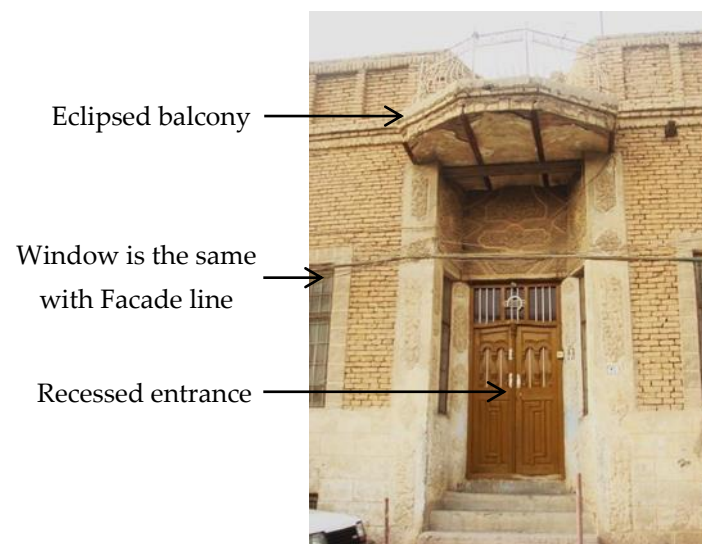 Eclipsed balcony
Window is the same
with Facade line
Recessed entrance